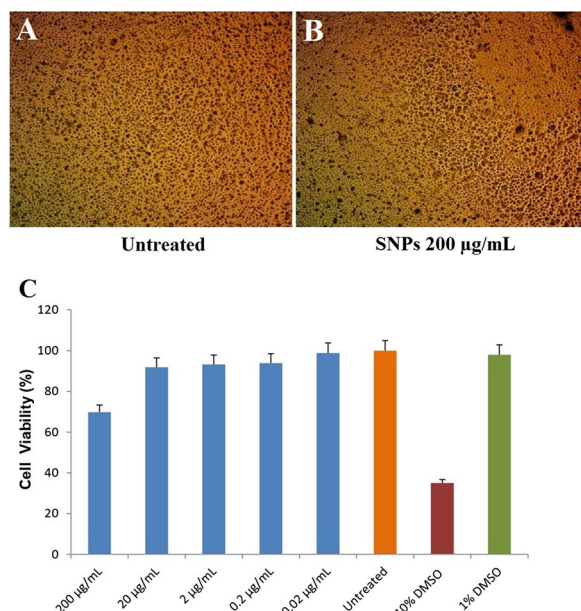 A
B
Untreated
SNPs 200 µg/mL
C
120
100
80
60
40
20
0
Cell Viability (%)
200 µg/mL
20 µg/mL
2 µg/mL
0.2 µg/mL
0.02 µg/mL
Untreated
10% DMSO
1% DMSO